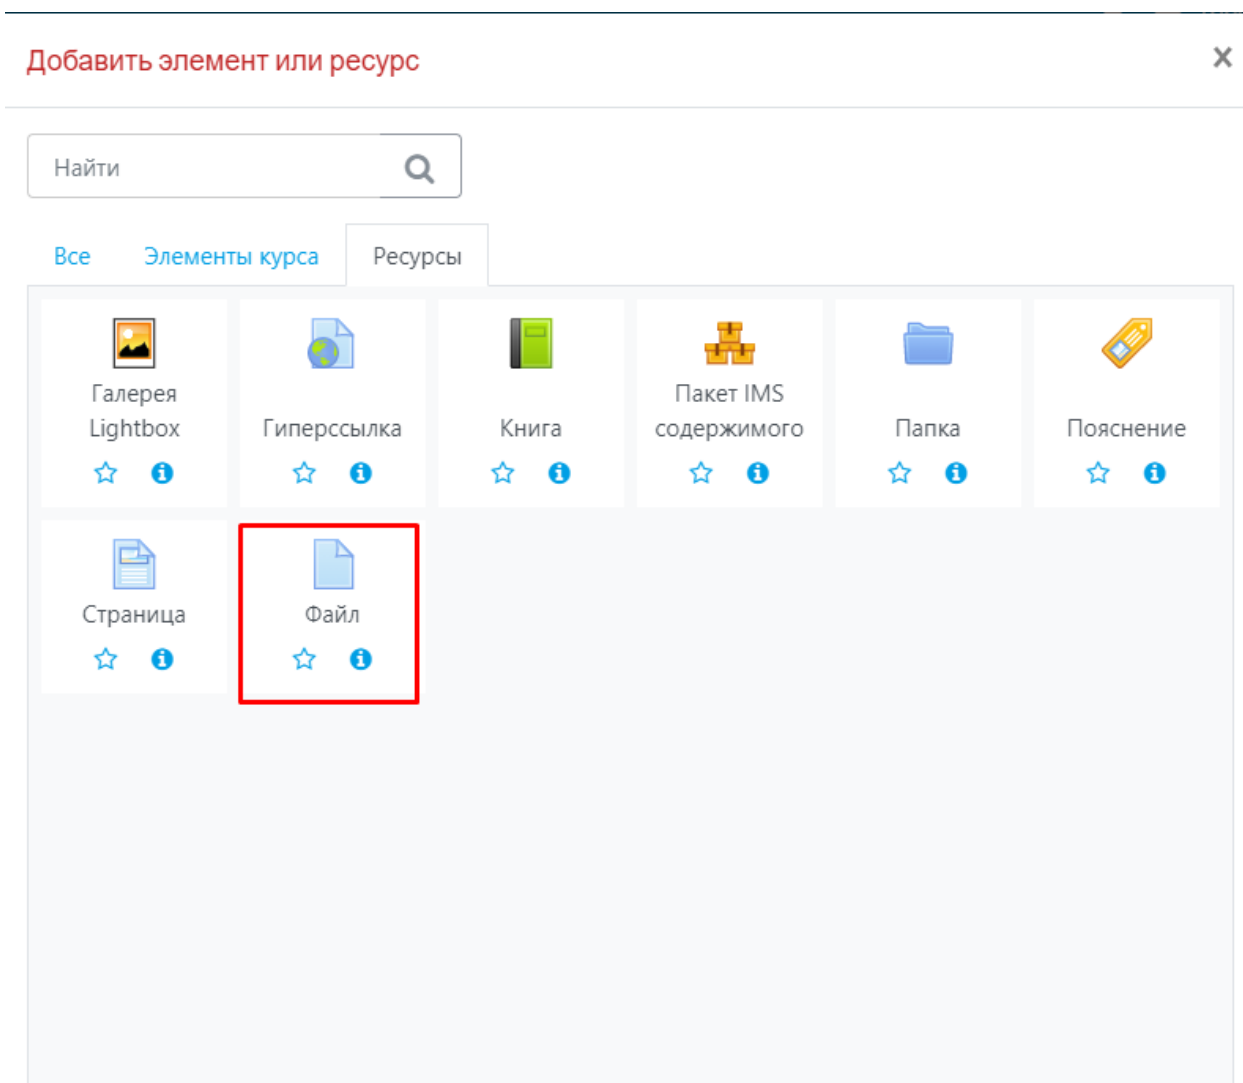 Добавить элемент или ресурс
Найти
Все Элементы курса Ресурсы
Галерея
Lightbox
Гиперссылка
Книга
Пакет IMS
содержимого
Папка
Пояснение
Страница
Файл